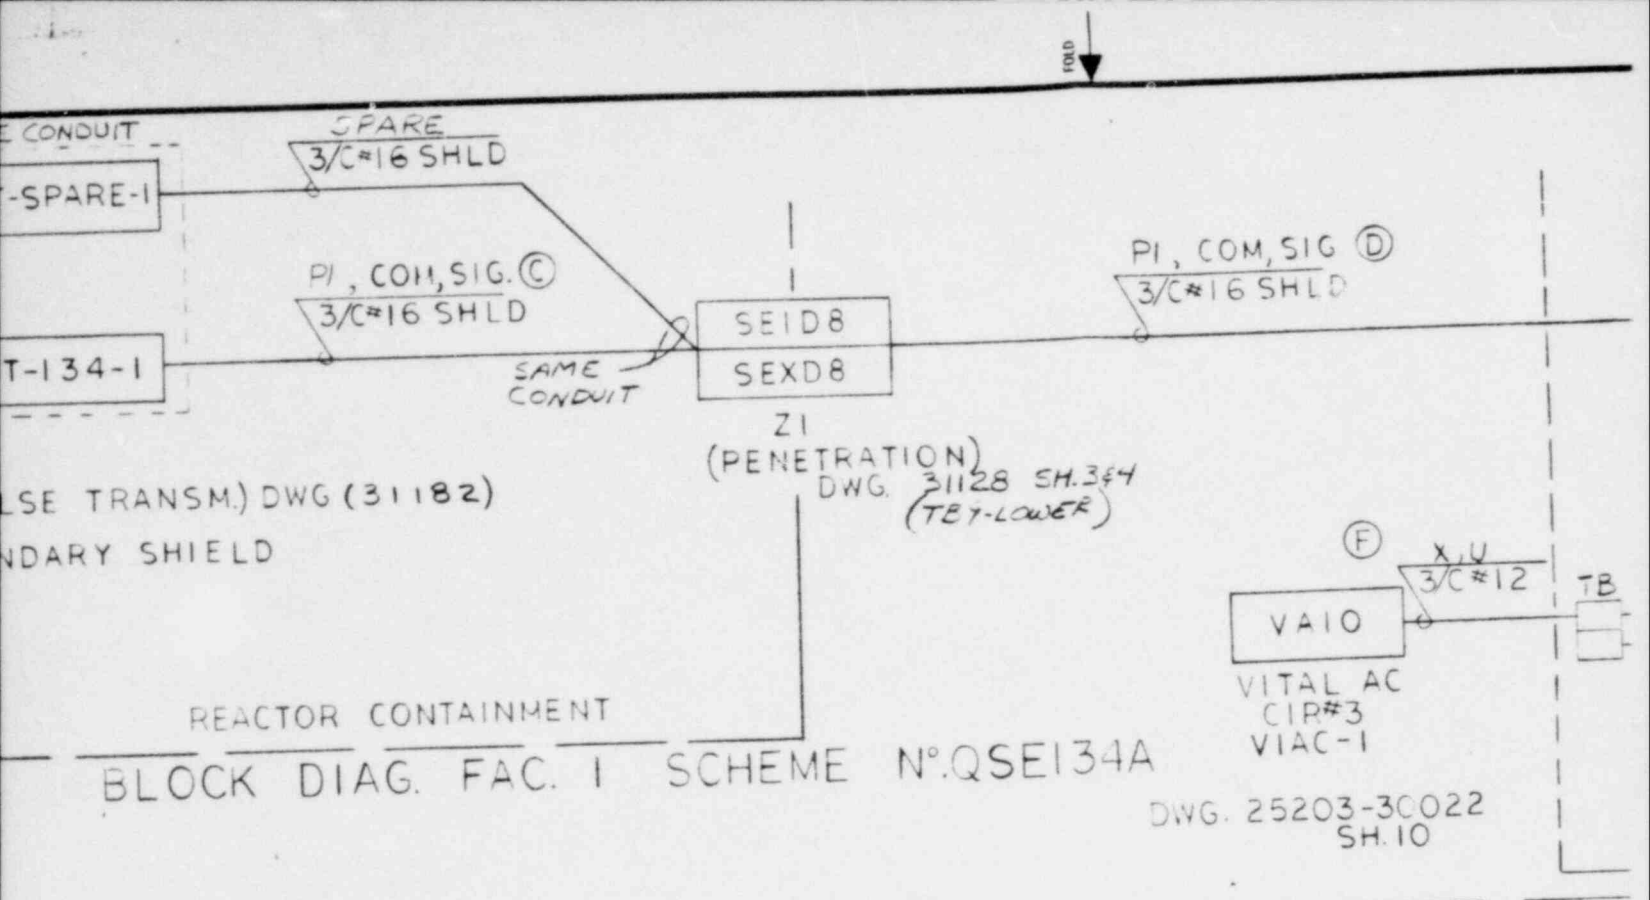 FOLD
E CONDUIT
SPARE
3/C#16 SHLD
-SPARE-1
PI, COM, SIG. C
3/C#16 SHLD
PI, COM, SIG D
3/C#16 SHLD
SE1D8
SEXD8
T-134-1
SAME
CONDUIT
Z1
(PENETRATION)
DWG. 31128 SH. 3&4
(TB7-LOWER)
LSE TRANSM.) DWG (31182)
NDARY SHIELD
F
X, U
3/C#12
TB
VA10
VITAL AC
CIR#3
VIAC-1
REACTOR CONTAINMENT
BLOCK DIAG. FAC. 1 SCHEME Nº. QSE134A
DWG. 25203-30022
SH. 10